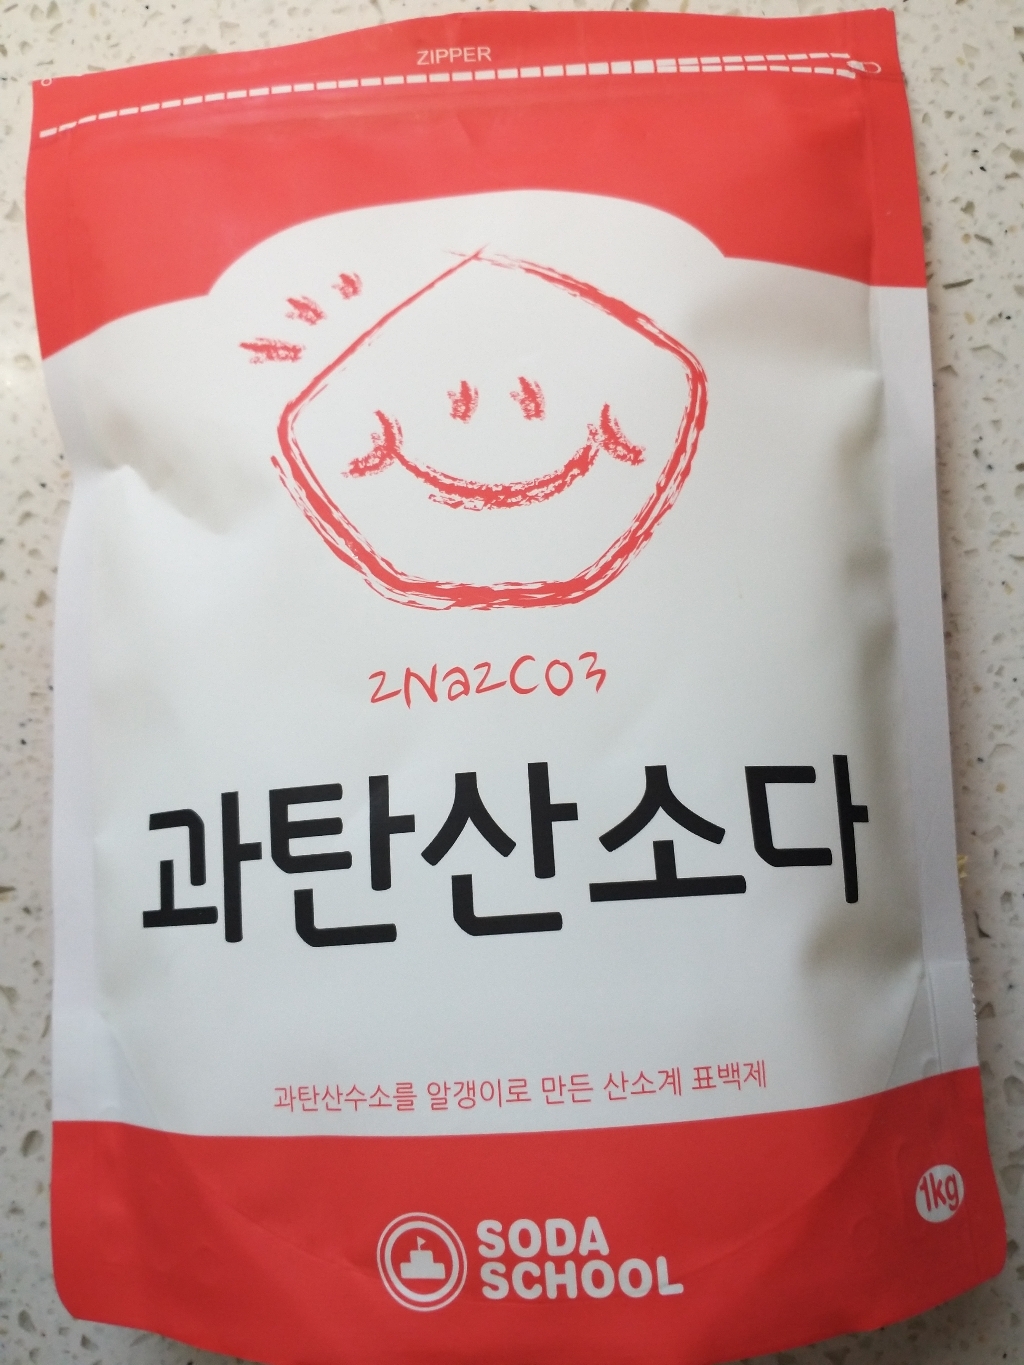 ZIPPER
2Na2CO3
과탄산소다
과탄산수소를 알갱이로 만든 산소계 표백제
1kg
SODA
SCHOOL